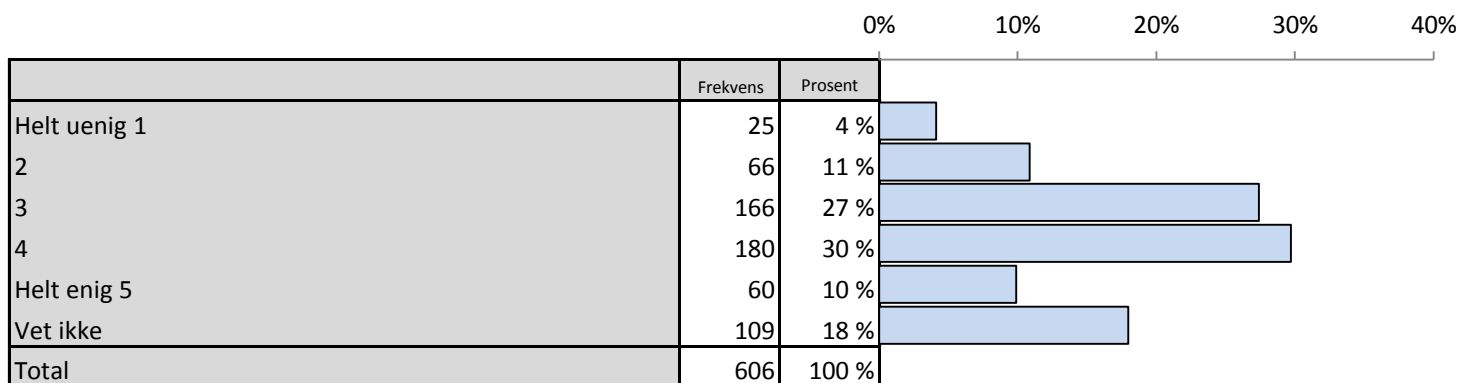 0% 10% 20% 30% 40%
Frekvens Prosent
Helt uenig 1 25 4 %
2 66 11 %
3 166 27 %
4 180 30 %
Helt enig 5 60 10 %
Vet ikke 109 18 %
Total 606 100 %